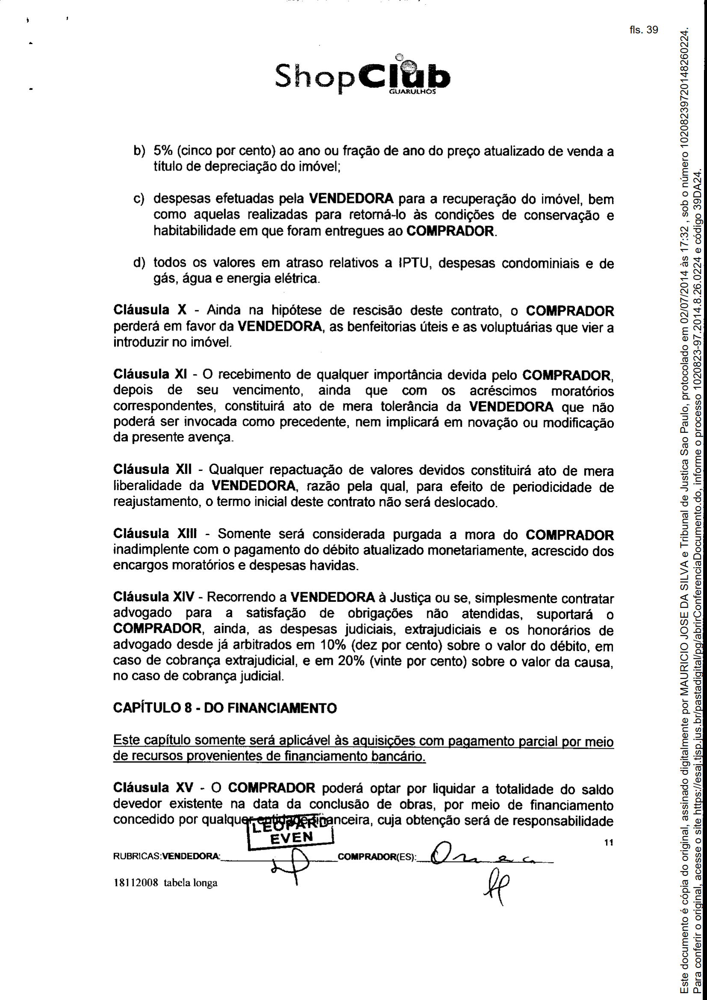 fls. 39
ShopClub
GUARULHOS
b) 5% (cinco por cento) ao ano ou fração de ano do preço atualizado de venda a
título de depreciação do imóvel;
c) despesas efetuadas pela VENDEDORA para a recuperação do imóvel, bem
como aquelas realizadas para retorná-lo às condições de conservação e
habitabilidade em que foram entregues ao COMPRADOR.
d) todos os valores em atraso relativos a IPTU, despesas condominiais e de
gás, água e energia elétrica.
Cláusula X - Ainda na hipótese de rescisão deste contrato, o COMPRADOR
perderá em favor da VENDEDORA, as benfeitorias úteis e as voluptuárias que vier a
introduzir no imóvel.
Cláusula XI - O recebimento de qualquer importância devida pelo COMPRADOR,
depois de seu vencimento, ainda que com os acréscimos moratórios
correspondentes, constituirá ato de mera tolerância da VENDEDORA que não
poderá ser invocada como precedente, nem implicará em novação ou modificação
da presente avença.
Cláusula XII - Qualquer repactuação de valores devidos constituirá ato de mera
liberalidade da VENDEDORA, razão pela qual, para efeito de periodicidade de
reajustamento, o termo inicial deste contrato não será deslocado.
Cláusula XIII - Somente será considerada purgada a mora do COMPRADOR
inadimplente com o pagamento do débito atualizado monetariamente, acrescido dos
encargos moratórios e despesas havidas.
Cláusula XIV - Recorrendo a VENDEDORA à Justiça ou se, simplesmente contratar
advogado para a satisfação de obrigações não atendidas, suportará o
COMPRADOR, ainda, as despesas judiciais, extrajudiciais e os honorários de
advogado desde já arbitrados em 10% (dez por cento) sobre o valor do débito, em
caso de cobrança extrajudicial, e em 20% (vinte por cento) sobre o valor da causa,
no caso de cobrança judicial.
CAPÍTULO 8 - DO FINANCIAMENTO
Este capítulo somente será aplicável às aquisições com pagamento parcial por meio
de recursos provenientes de financiamento bancário.
Cláusula XV - O COMPRADOR poderá optar por liquidar a totalidade do saldo
devedor existente na data da conclusão de obras, por meio de financiamento
concedido por qualquer entidade financeira, cuja obtenção será de responsabilidade
LEOPARD
EVEN
11
RUBRICAS:VENDEDORA: COMPRADOR(ES):
18112008 tabela longa
Este documento é cópia do original, assinado digitalmente por MAURICIO JOSE DA SILVA e Tribunal de Justica Sao Paulo, protocolado em 02/07/2014 às 17:32 , sob o número 10208239720148260224.
Para conferir o original, acesse o site https://esaj.tjsp.jus.br/pastadigital/pg/abrirConferenciaDocumento.do, informe o processo 1020823-97.2014.8.26.0224 e código 39DA24.